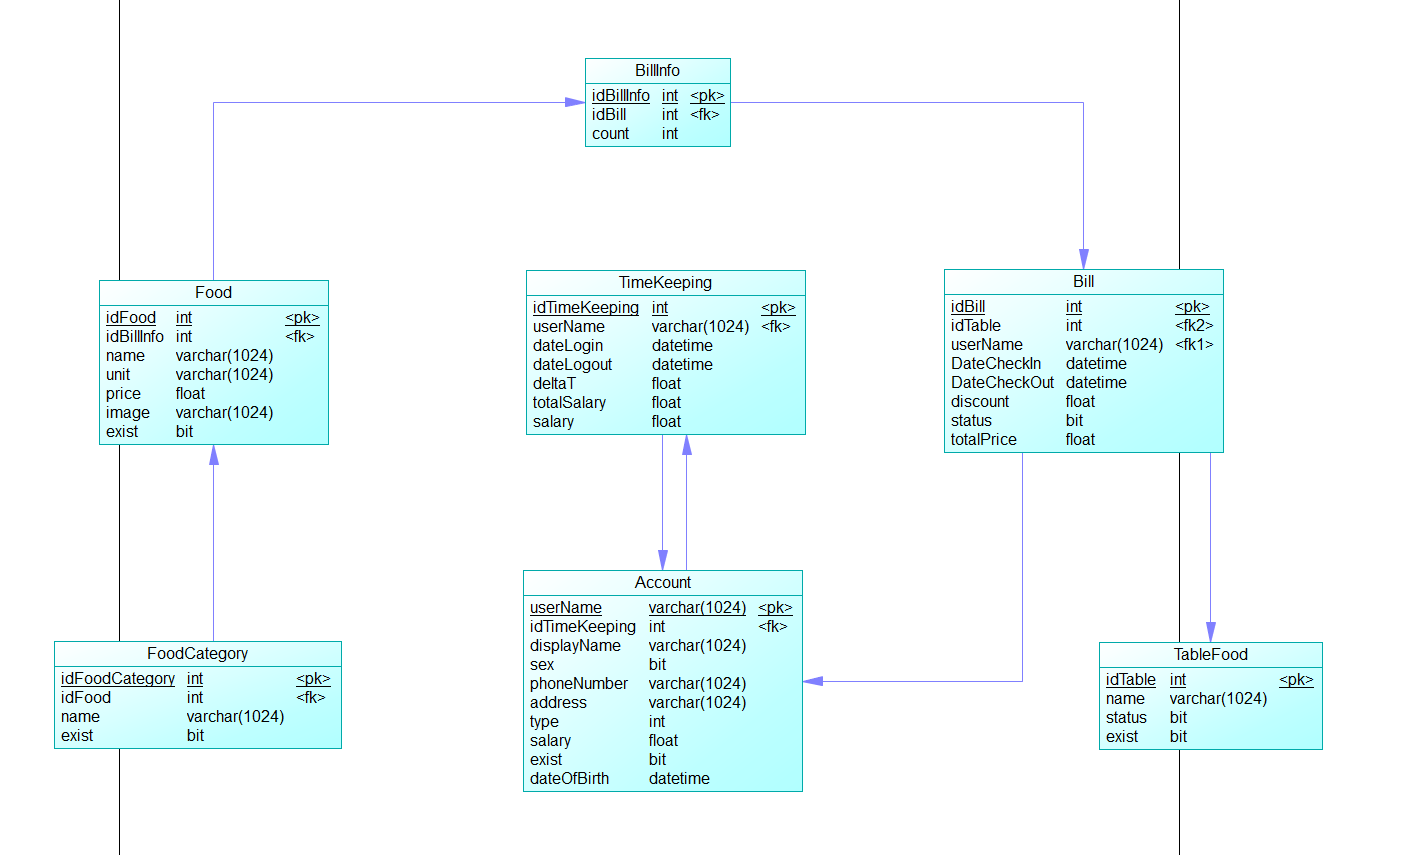 BillInfo
idBillInfo int <pk>
idBill int <fk>
count int
Food
idFood int <pk>
idBillInfo int <fk>
name varchar(1024)
unit varchar(1024)
price float
image varchar(1024)
exist bit
TimeKeeping
idTimeKeeping int <pk>
userName varchar(1024) <fk>
dateLogin datetime
dateLogout datetime
deltaT float
totalSalary float
salary float
Bill
idBill int <pk>
idTable int <fk2>
userName varchar(1024) <fk1>
DateCheckIn datetime
DateCheckOut datetime
discount float
status bit
totalPrice float
FoodCategory
idFoodCategory int <pk>
idFood int <fk>
name varchar(1024)
exist bit
Account
userName varchar(1024) <pk>
idTimeKeeping int <fk>
displayName varchar(1024)
sex bit
phoneNumber varchar(1024)
address varchar(1024)
type int
salary float
exist bit
dateOfBirth datetime
TableFood
idTable int <pk>
name varchar(1024)
status bit
exist bit